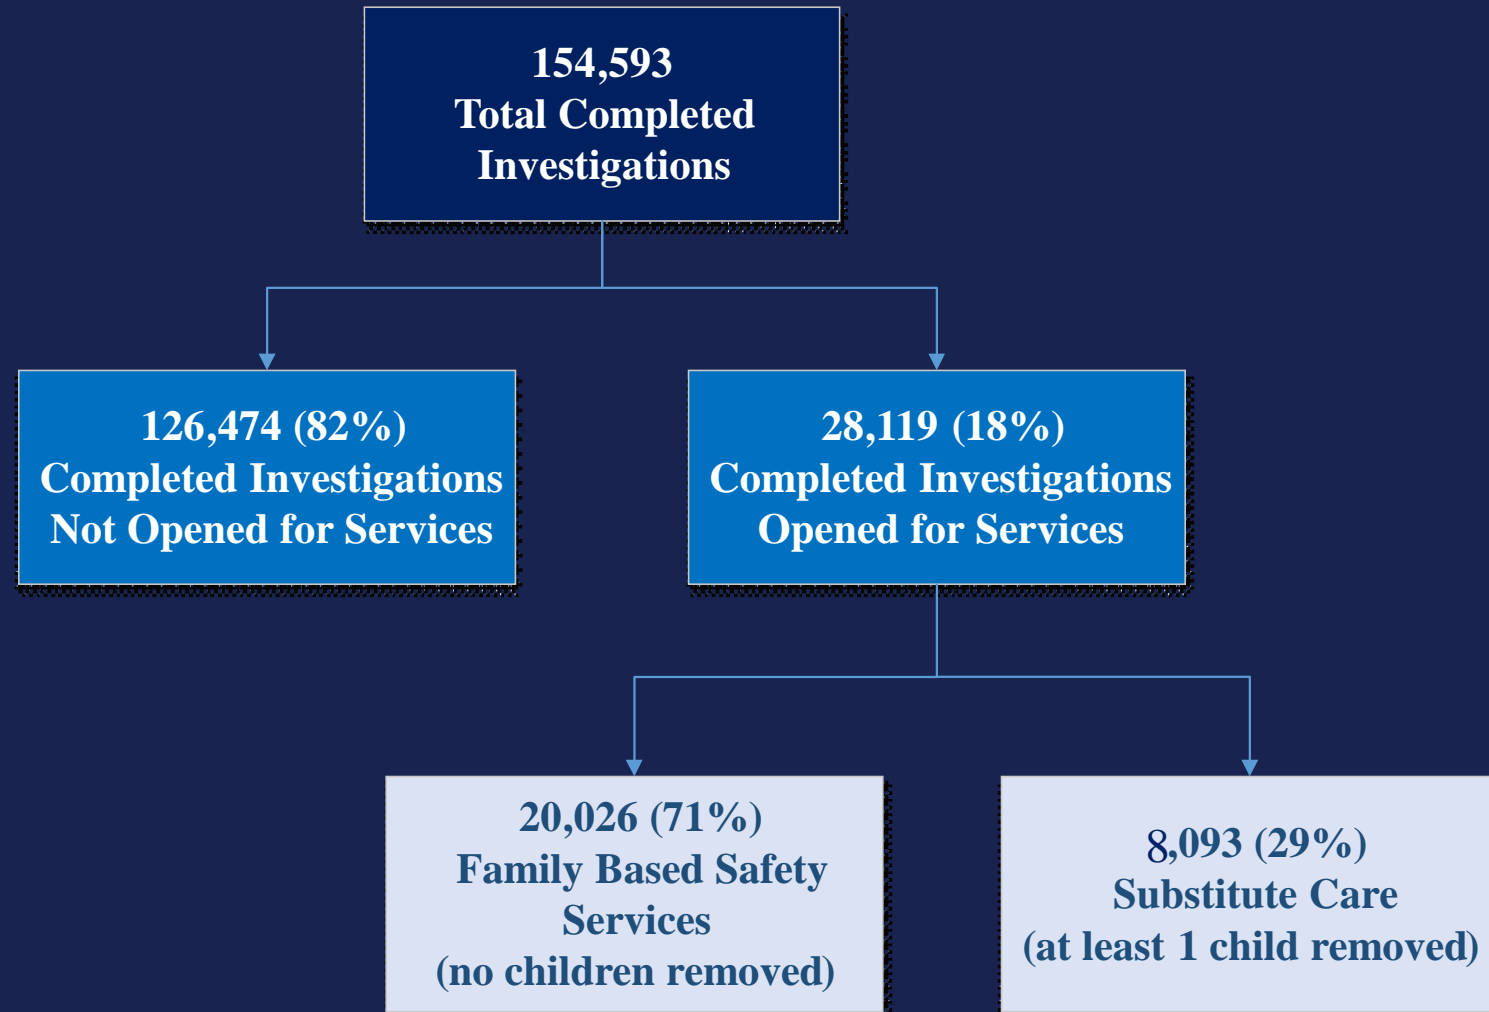 154,593
Total Completed
Investigations
126,474 (82%)
Completed Investigations
Not Opened for Services
28,119 (18%)
Completed Investigations
Opened for Services
20,026 (71%)
Family Based Safety
Services
(no children removed)
8,093 (29%)
Substitute Care
(at least 1 child removed)